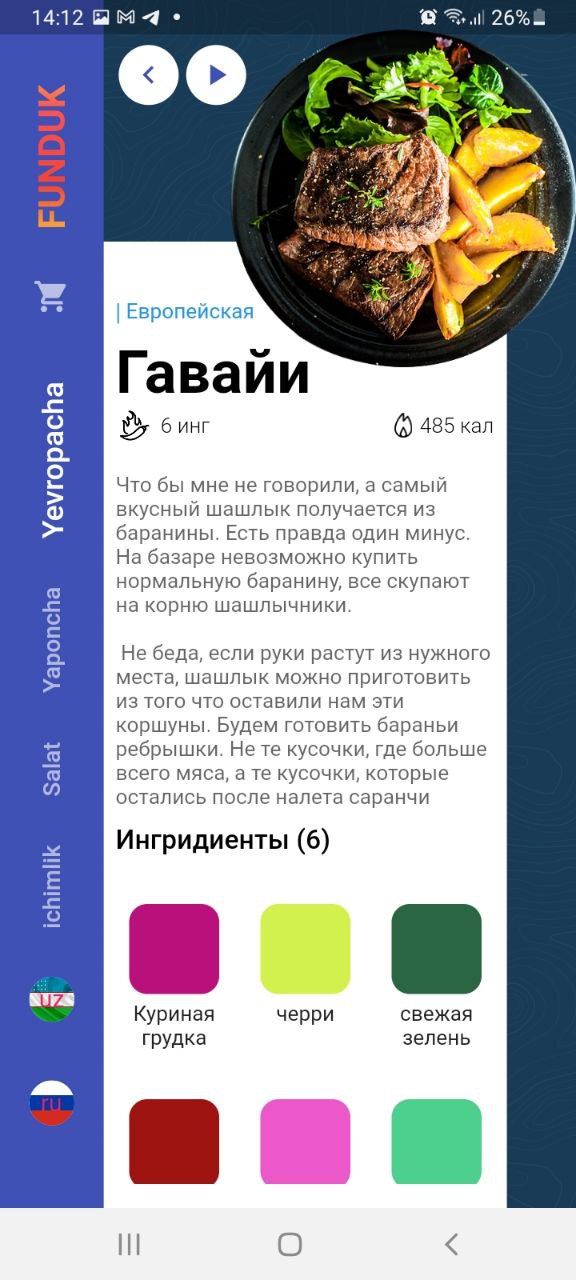 14:12
26%
FUNDUK
Yevropacha
Yaponcha
Salat
ichimlik
uz
ru
| Европейская
Гавайи
6 инг
485 кал
Что бы мне не говорили, а самый
вкусный шашлык получается из
баранины. Есть правда один минус.
На базаре невозможно купить
нормальную баранину, все скупают
на корню шашлычники.
Не беда, если руки растут из нужного
места, шашлык можно приготовить
из того что оставили нам эти
коршуны. Будем готовить бараньи
ребрышки. Не те кусочки, где больше
всего мяса, а те кусочки, которые
остались после налета саранчи
Ингридиенты (6)
Куриная
грудка
черри
свежая
зелень